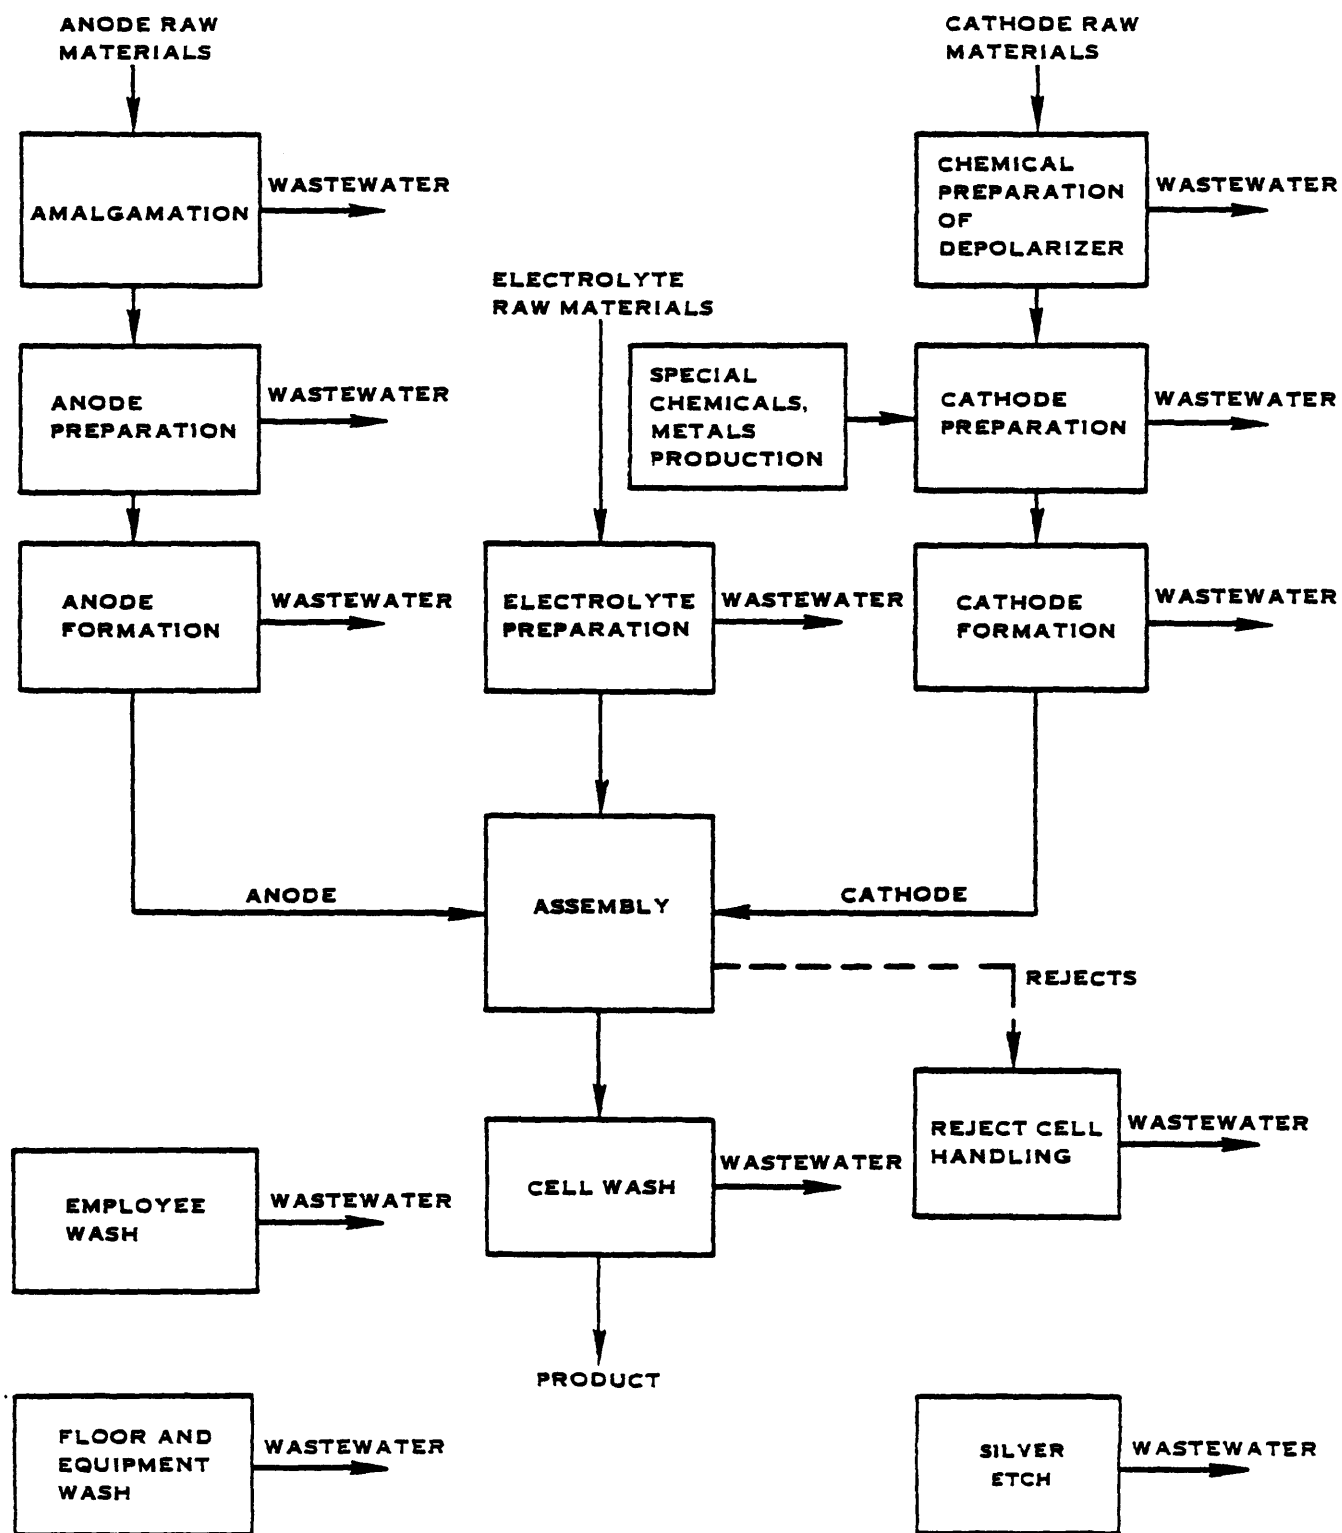 ANODE RAW
MATERIALS
CATHODE RAW
MATERIALS
AMALGAMATION
WASTEWATER
CHEMICAL
PREPARATION
OF
DEPOLARIZER
WASTEWATER
ELECTROLYTE
RAW MATERIALS
ANODE
PREPARATION
WASTEWATER
SPECIAL
CHEMICALS,
METALS
PRODUCTION
CATHODE
PREPARATION
WASTEWATER
ANODE
FORMATION
WASTEWATER
ELECTROLYTE
PREPARATION
WASTEWATER
CATHODE
FORMATION
WASTEWATER
ANODE
ASSEMBLY
CATHODE
REJECTS
REJECT CELL
HANDLING
WASTEWATER
CELL WASH
WASTEWATER
EMPLOYEE
WASH
WASTEWATER
PRODUCT
FLOOR AND
EQUIPMENT
WASH
WASTEWATER
SILVER
ETCH
WASTEWATER